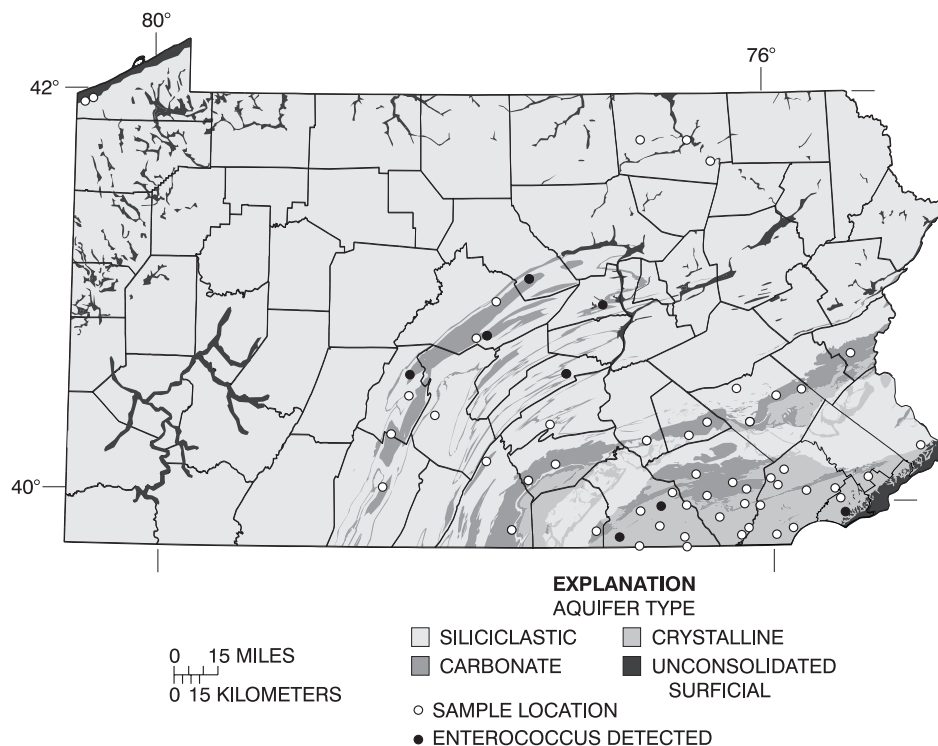 80°
76°
42°
40°
EXPLANATION
AQUIFER TYPE
SILICICLASTIC
CRYSTALLINE
CARBONATE
UNCONSOLIDATED
SURFICIAL
0 15 MILES
0 15 KILOMETERS
SAMPLE LOCATION
ENTEROCOCCUS DETECTED